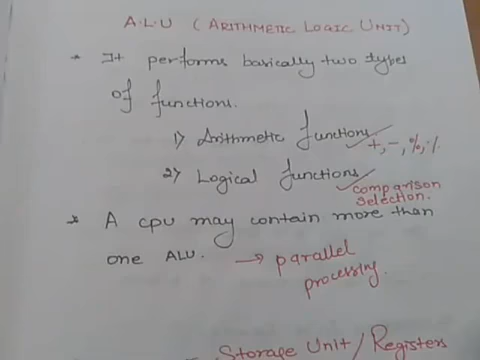 A.L.U (ARITHMETIC LOGIC UNIT)
* It performs basically two types
of functions.
1) Arithmetic functions. +, -, %, ·/.
2) Logical functions. comparison
selection.
* A CPU may contain more than
one ALU. → parallel
processing.
Storage Unit/Registers